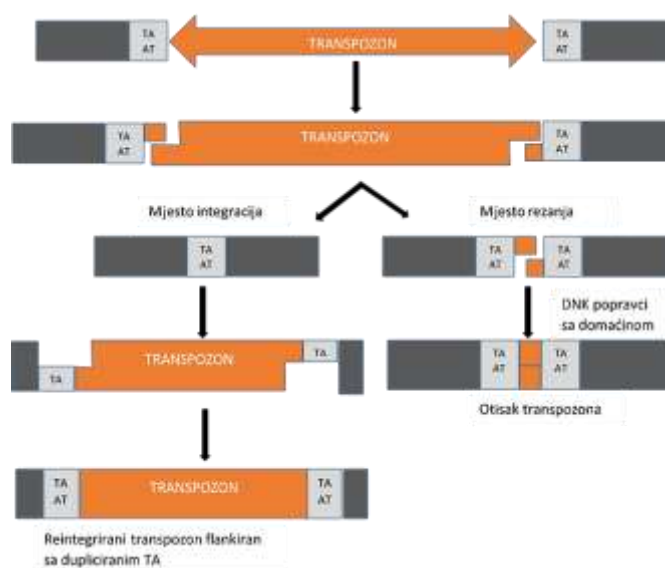 TA TRANSPOZON TA
AT AT
TA TRANSPOZON TA
AT AT
Mjesto integracija
Mjesto rezanja
TA
AT
TA TA
AT AT
DNK popravci
sa domaćinom
TRANSPOZON TA
TA
TA TA
AT AT
Otisak transpozona
TA TRANSPOZON TA
AT AT
Reintegrirani transpozon flankiran
sa dupliciranim TA